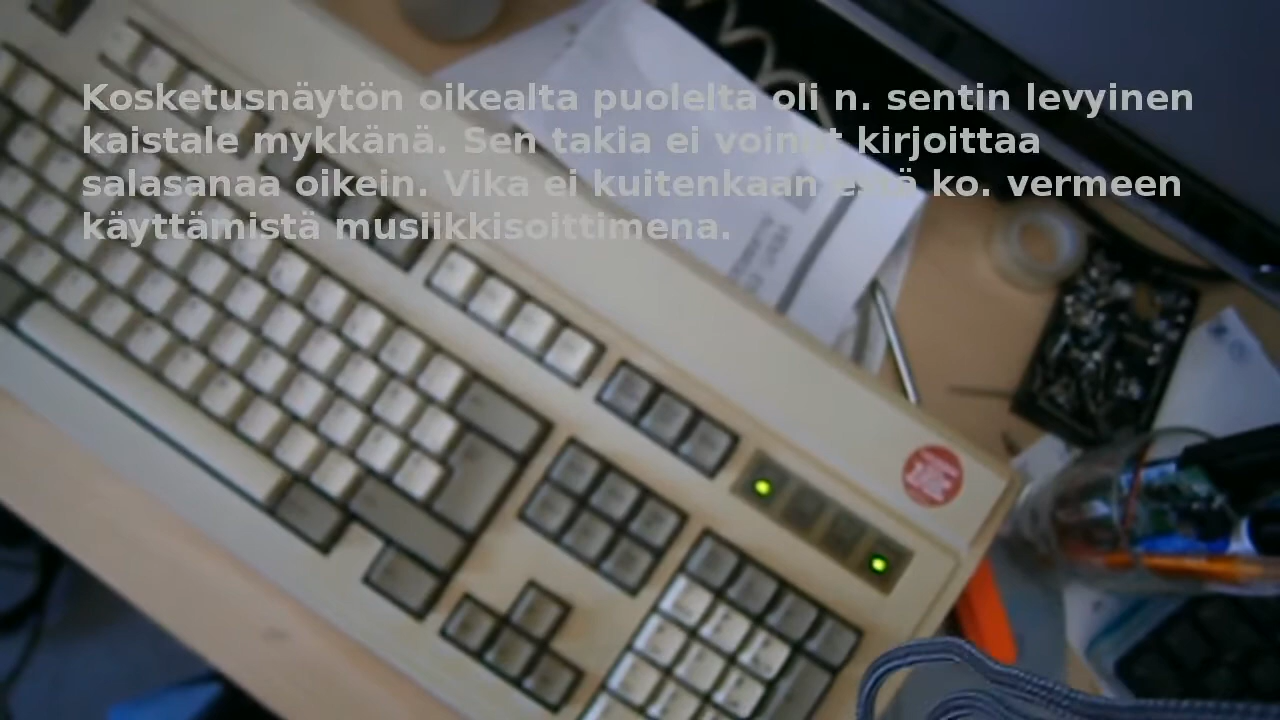 Kosketusnäytön oikealta puolelta oli n. sentin levyinen
kaistale mykkänä. Sen takia ei voinut kirjoittaa
salasanaa oikein. Vika ei kuitenkaan estä ko. vermeen
käyttämistä musiikkisoittimena.